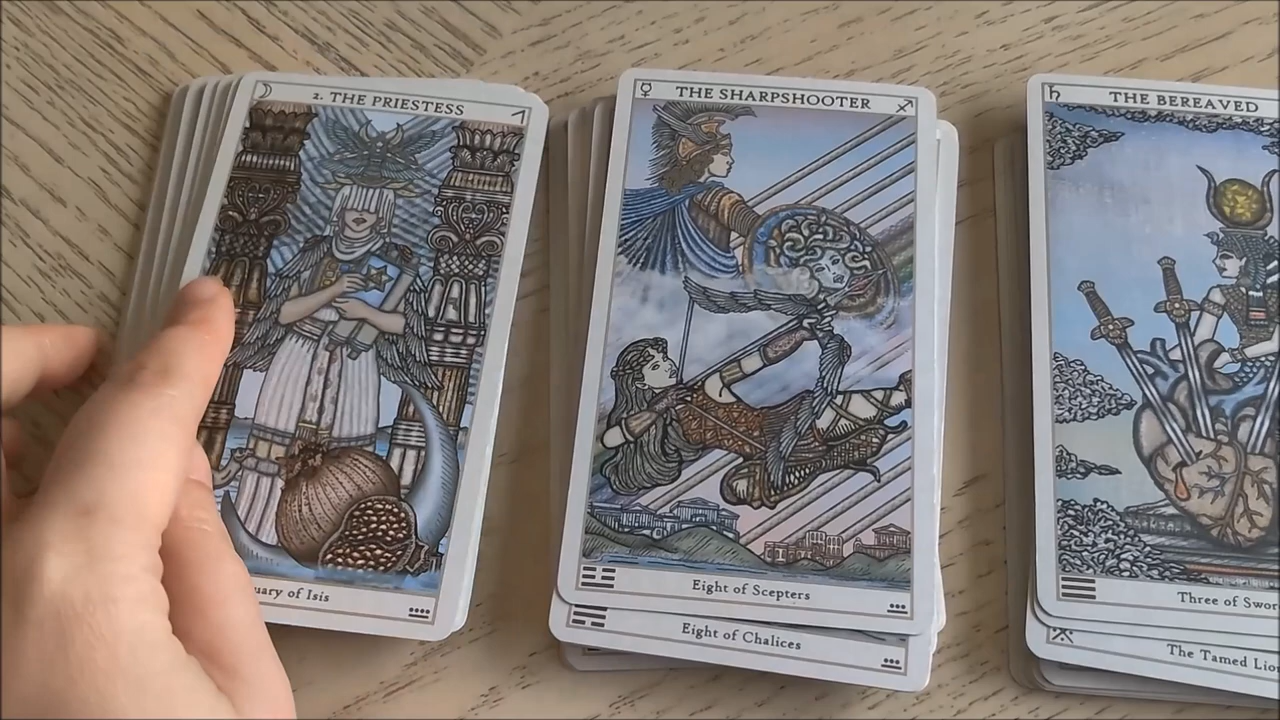 2. THE PRIESTESS
uary of Isis
THE SHARPSHOOTER
Eight of Scepters
Eight of Chalices
THE BEREAVED
Three of Swor
The Tamed Lio